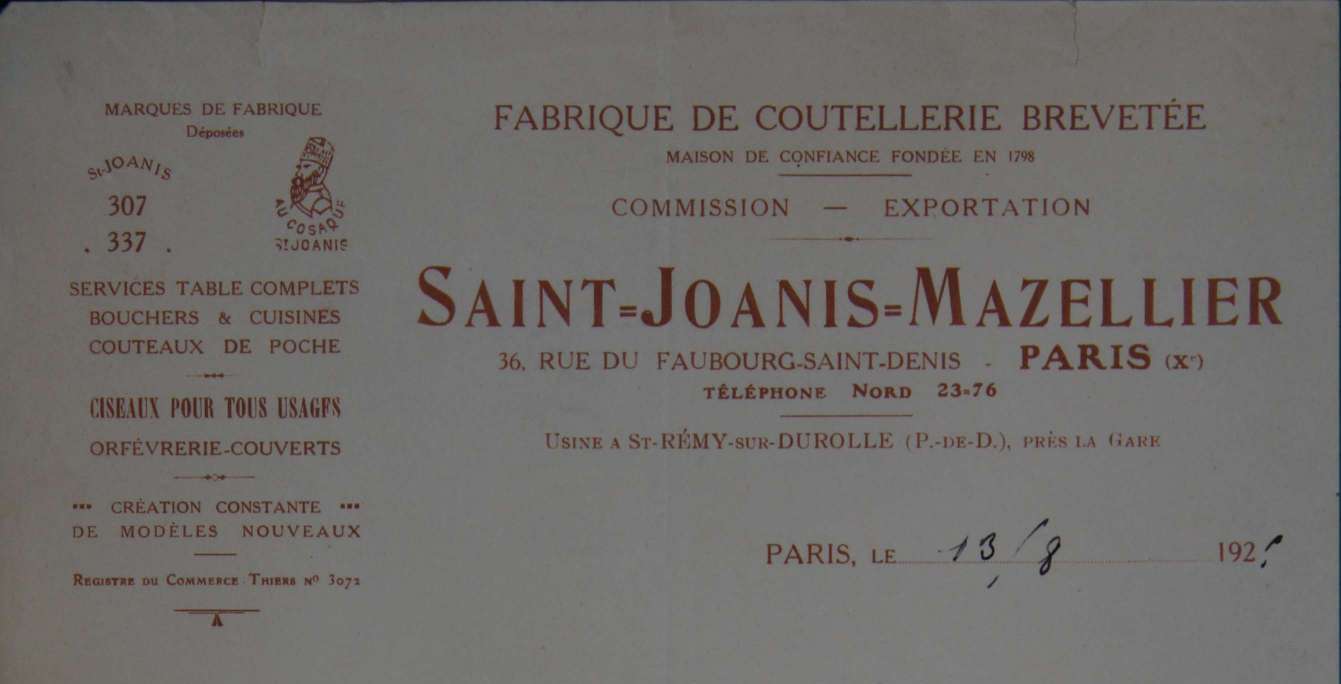 MARQUES DE FABRIQUE
Déposées
St-JOANIS
307
. 337 .
AU COSAQUE
ST JOANIS
SERVICES TABLE COMPLETS
BOUCHERS & CUISINES
COUTEAUX DE POCHE
CISEAUX POUR TOUS USAGES
ORFÉVRERIE-COUVERTS
CRÉATION CONSTANTE
DE MODÈLES NOUVEAUX
REGISTRE DU COMMERCE THIERS Nº 3072
FABRIQUE DE COUTELLERIE BREVETÉE
MAISON DE CONFIANCE FONDÉE EN 1798
COMMISSION — EXPORTATION
SAINT=JOANIS=MAZELLIER
36, RUE DU FAUBOURG-SAINT-DENIS - PARIS (Xe)
TÉLÉPHONE NORD 23=76
USINE A ST-RÉMY-SUR-DUROLLE (P.-DE-D.), PRÈS LA GARE
PARIS, LE 13/8 192